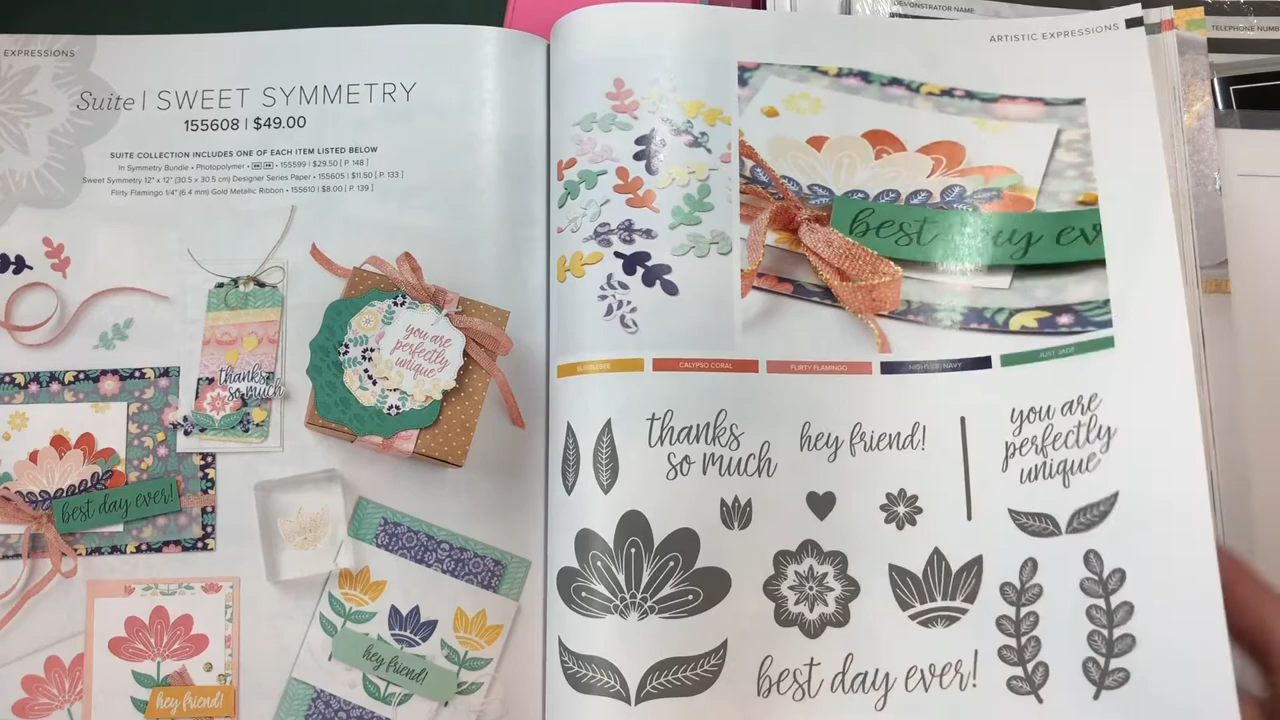 EXPRESSIONS
Suite | SWEET SYMMETRY
155608 | $49.00
SUITE COLLECTION INCLUDES ONE OF EACH ITEM LISTED BELOW
In Symmetry Bundle • Photopolymer • EN FR • 155599 | $29.50 [ P. 148 ]
Sweet Symmetry 12" x 12" (30.5 x 30.5 cm) Designer Series Paper • 155605 | $11.50 [ P. 133 ]
Flirty Flamingo 1/4" (6.4 mm) Gold Metallic Ribbon • 155610 | $8.00 [ P. 139 ]
thanks
so much
you are
perfectly
unique
best day ever!
hey friend!
hey friend!
DEMONSTRATOR NAME:
TELEPHONE NUMB
ARTISTIC EXPRESSIONS
best day ev
BUMBLEBEE
CALYPSO CORAL
FLIRTY FLAMINGO
NIGHT OF NAVY
JUST JADE
thanks
so much
hey friend!
you are
perfectly
unique
best day ever!